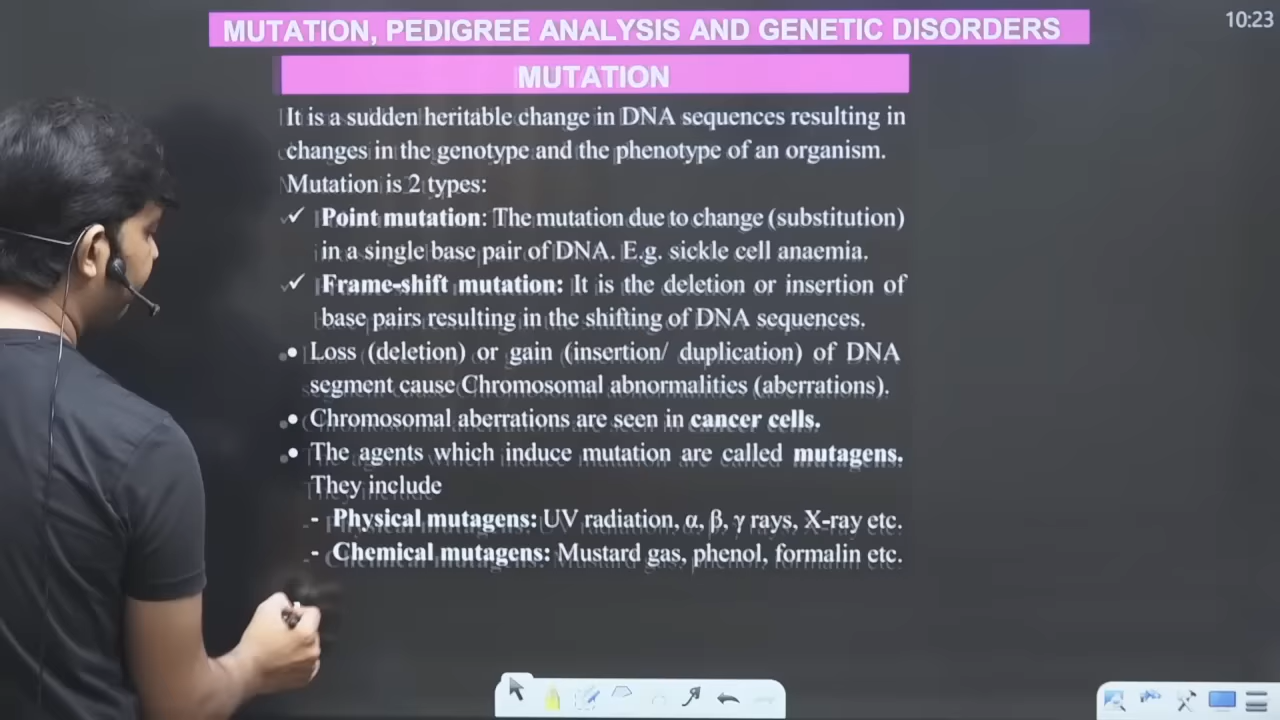 10:23
MUTATION, PEDIGREE ANALYSIS AND GENETIC DISORDERS
MUTATION
It is a sudden heritable change in DNA sequences resulting in
changes in the genotype and the phenotype of an organism.
Mutation is 2 types:
✓ Point mutation: The mutation due to change (substitution)
in a single base pair of DNA. E.g. sickle cell anaemia.
✓ Frame-shift mutation: It is the deletion or insertion of
base pairs resulting in the shifting of DNA sequences.
• Loss (deletion) or gain (insertion/ duplication) of DNA
segment cause Chromosomal abnormalities (aberrations).
• Chromosomal aberrations are seen in cancer cells.
• The agents which induce mutation are called mutagens.
They include
- Physical mutagens: UV radiation, α, β, γ rays, X-ray etc.
- Chemical mutagens: Mustard gas, phenol, formalin etc.